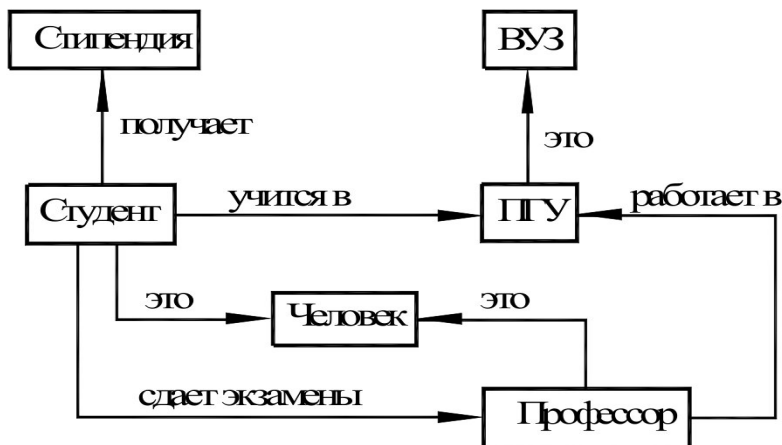 Стипендия
ВУЗ
получает
это
Студент
учится в
ПГУ
работает в
это
Человек
это
сдает экзамены
Профессор